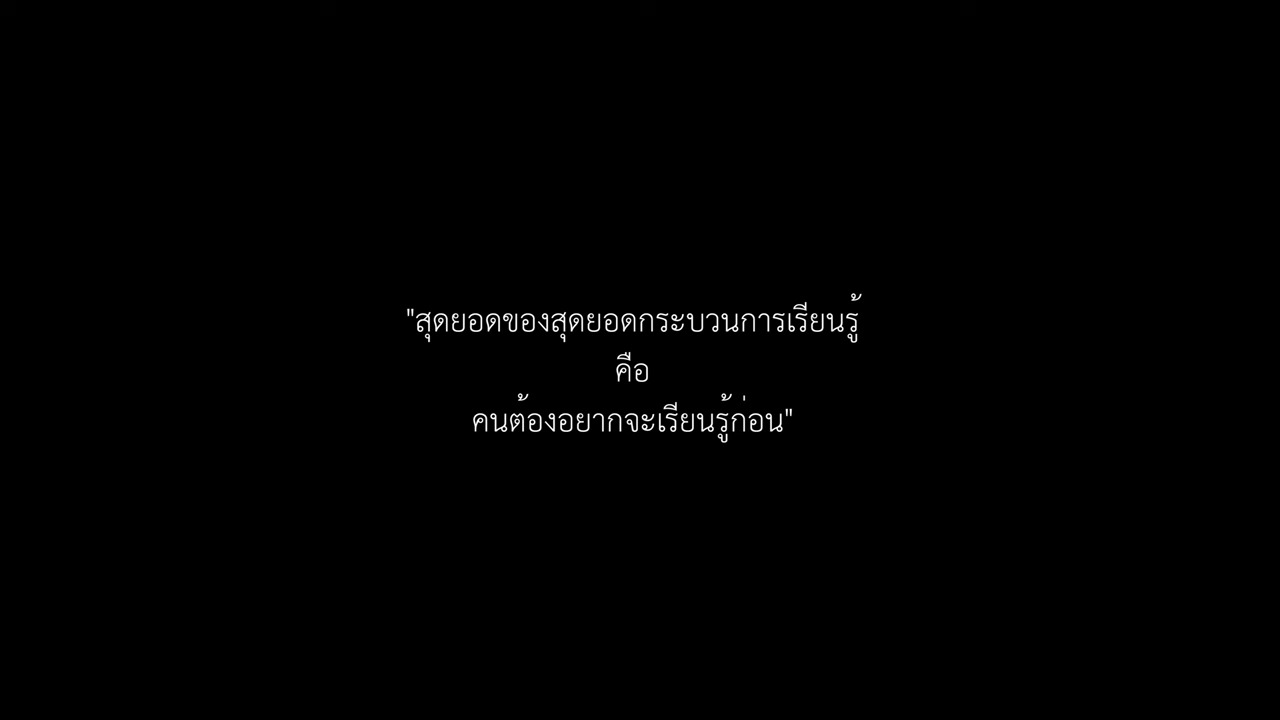 "สุดยอดของสุดยอดกระบวนการเรียนรู้
คือ
คนต้องอยากจะเรียนรู้ก่อน"